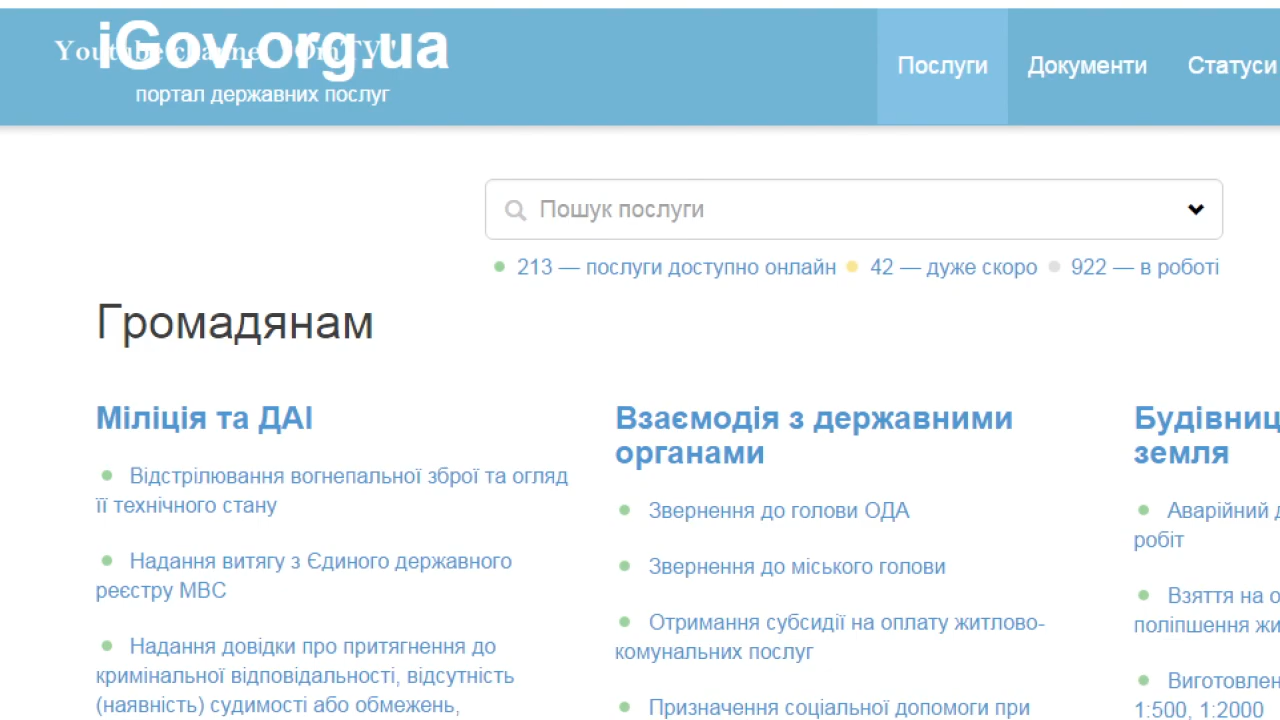 iGov.org.ua
портал державних послуг
Послуги
Документи
Статуси
Пошук послуги
213 — послуги доступно онлайн
42 — дуже скоро
922 — в роботі
Громадянам
Міліція та ДАІ
Відстрілювання вогнепальної зброї та огляд
її технічного стану
Надання витягу з Єдиного державного
реєстру МВС
Надання довідки про притягнення до
кримінальної відповідальності, відсутність
(наявність) судимості або обмежень,
Взаємодія з державними
органами
Звернення до голови ОДА
Звернення до міського голови
Отримання субсидії на оплату житлово-
комунальних послуг
Призначення соціальної допомоги при
Будівниц
земля
Аварійний
робіт
Взяття на о
поліпшення жи
Виготовлен
1:500, 1:2000